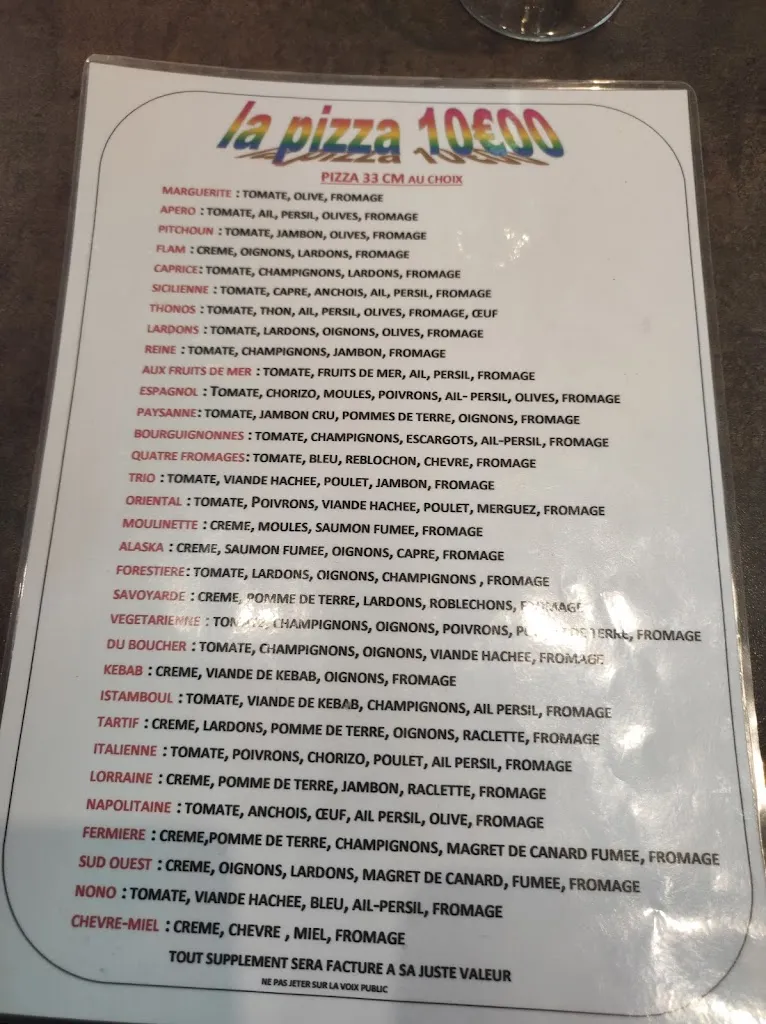 la pizza 10€00
PIZZA 33 CM AU CHOIX
MARGUERITE : TOMATE, OLIVE, FROMAGE
APERO : TOMATE, AIL, PERSIL, OLIVES, FROMAGE
PITCHOUN : TOMATE, JAMBON, OLIVES, FROMAGE
FLAM : CREME, OIGNONS, LARDONS, FROMAGE
CAPRICE: TOMATE, CHAMPIGNONS, LARDONS, FROMAGE
SICILIENNE : TOMATE, CAPRE, ANCHOIS, AIL, PERSIL, FROMAGE
THONOS : TOMATE, THON, AIL, PERSIL, OLIVES, FROMAGE, ŒUF
LARDONS : TOMATE, LARDONS, OIGNONS, OLIVES, FROMAGE
REINE : TOMATE, CHAMPIGNONS, JAMBON, FROMAGE
AUX FRUITS DE MER : TOMATE, FRUITS DE MER, AIL, PERSIL, FROMAGE
ESPAGNOL : TOMATE, CHORIZO, MOULES, POIVRONS, AIL- PERSIL, OLIVES, FROMAGE
PAYSANNE: TOMATE, JAMBON CRU, POMMES DE TERRE, OIGNONS, FROMAGE
BOURGUIGNONNES : TOMATE, CHAMPIGNONS, ESCARGOTS, AIL-PERSIL, FROMAGE
QUATRE FROMAGES: TOMATE, BLEU, REBLOCHON, CHEVRE, FROMAGE
TRIO : TOMATE, VIANDE HACHEE, POULET, JAMBON, FROMAGE
ORIENTAL : TOMATE, POIVRONS, VIANDE HACHEE, POULET, MERGUEZ, FROMAGE
MOULINETTE : CREME, MOULES, SAUMON FUMEE, FROMAGE
ALASKA : CREME, SAUMON FUMEE, OIGNONS, CAPRE, FROMAGE
FORESTIERE: TOMATE, LARDONS, OIGNONS, CHAMPIGNONS , FROMAGE
SAVOYARDE : CREME, POMME DE TERRE, LARDONS, ROBLECHONS, FROMAGE
VEGETARIENNE : TOMATE, CHAMPIGNONS, OIGNONS, POIVRONS, DE TERRE, FROMAGE
DU BOUCHER : TOMATE, CHAMPIGNONS, OIGNONS, VIANDE HACHEE, FROMAGE
KEBAB : CREME, VIANDE DE KEBAB, OIGNONS, FROMAGE
ISTAMBOUL : TOMATE, VIANDE DE KEBAB, CHAMPIGNONS, AIL PERSIL, FROMAGE
TARTIF : CREME, LARDONS, POMME DE TERRE, OIGNONS, RACLETTE, FROMAGE
ITALIENNE : TOMATE, POIVRONS, CHORIZO, POULET, AIL PERSIL, FROMAGE
LORRAINE : CREME, POMME DE TERRE, JAMBON, RACLETTE, FROMAGE
NAPOLITAINE : TOMATE, ANCHOIS, ŒUF, AIL PERSIL, OLIVE, FROMAGE
FERMIERE : CREME,POMME DE TERRE, CHAMPIGNONS, MAGRET DE CANARD FUMEE, FROMAGE
SUD OUEST : CREME, OIGNONS, LARDONS, MAGRET DE CANARD, FUMEE, FROMAGE
NONO : TOMATE, VIANDE HACHEE, BLEU, AIL-PERSIL, FROMAGE
CHEVRE-MIEL : CREME, CHEVRE , MIEL, FROMAGE
TOUT SUPPLEMENT SERA FACTURE A SA JUSTE VALEUR
NE PAS JETER SUR LA VOIX PUBLIC